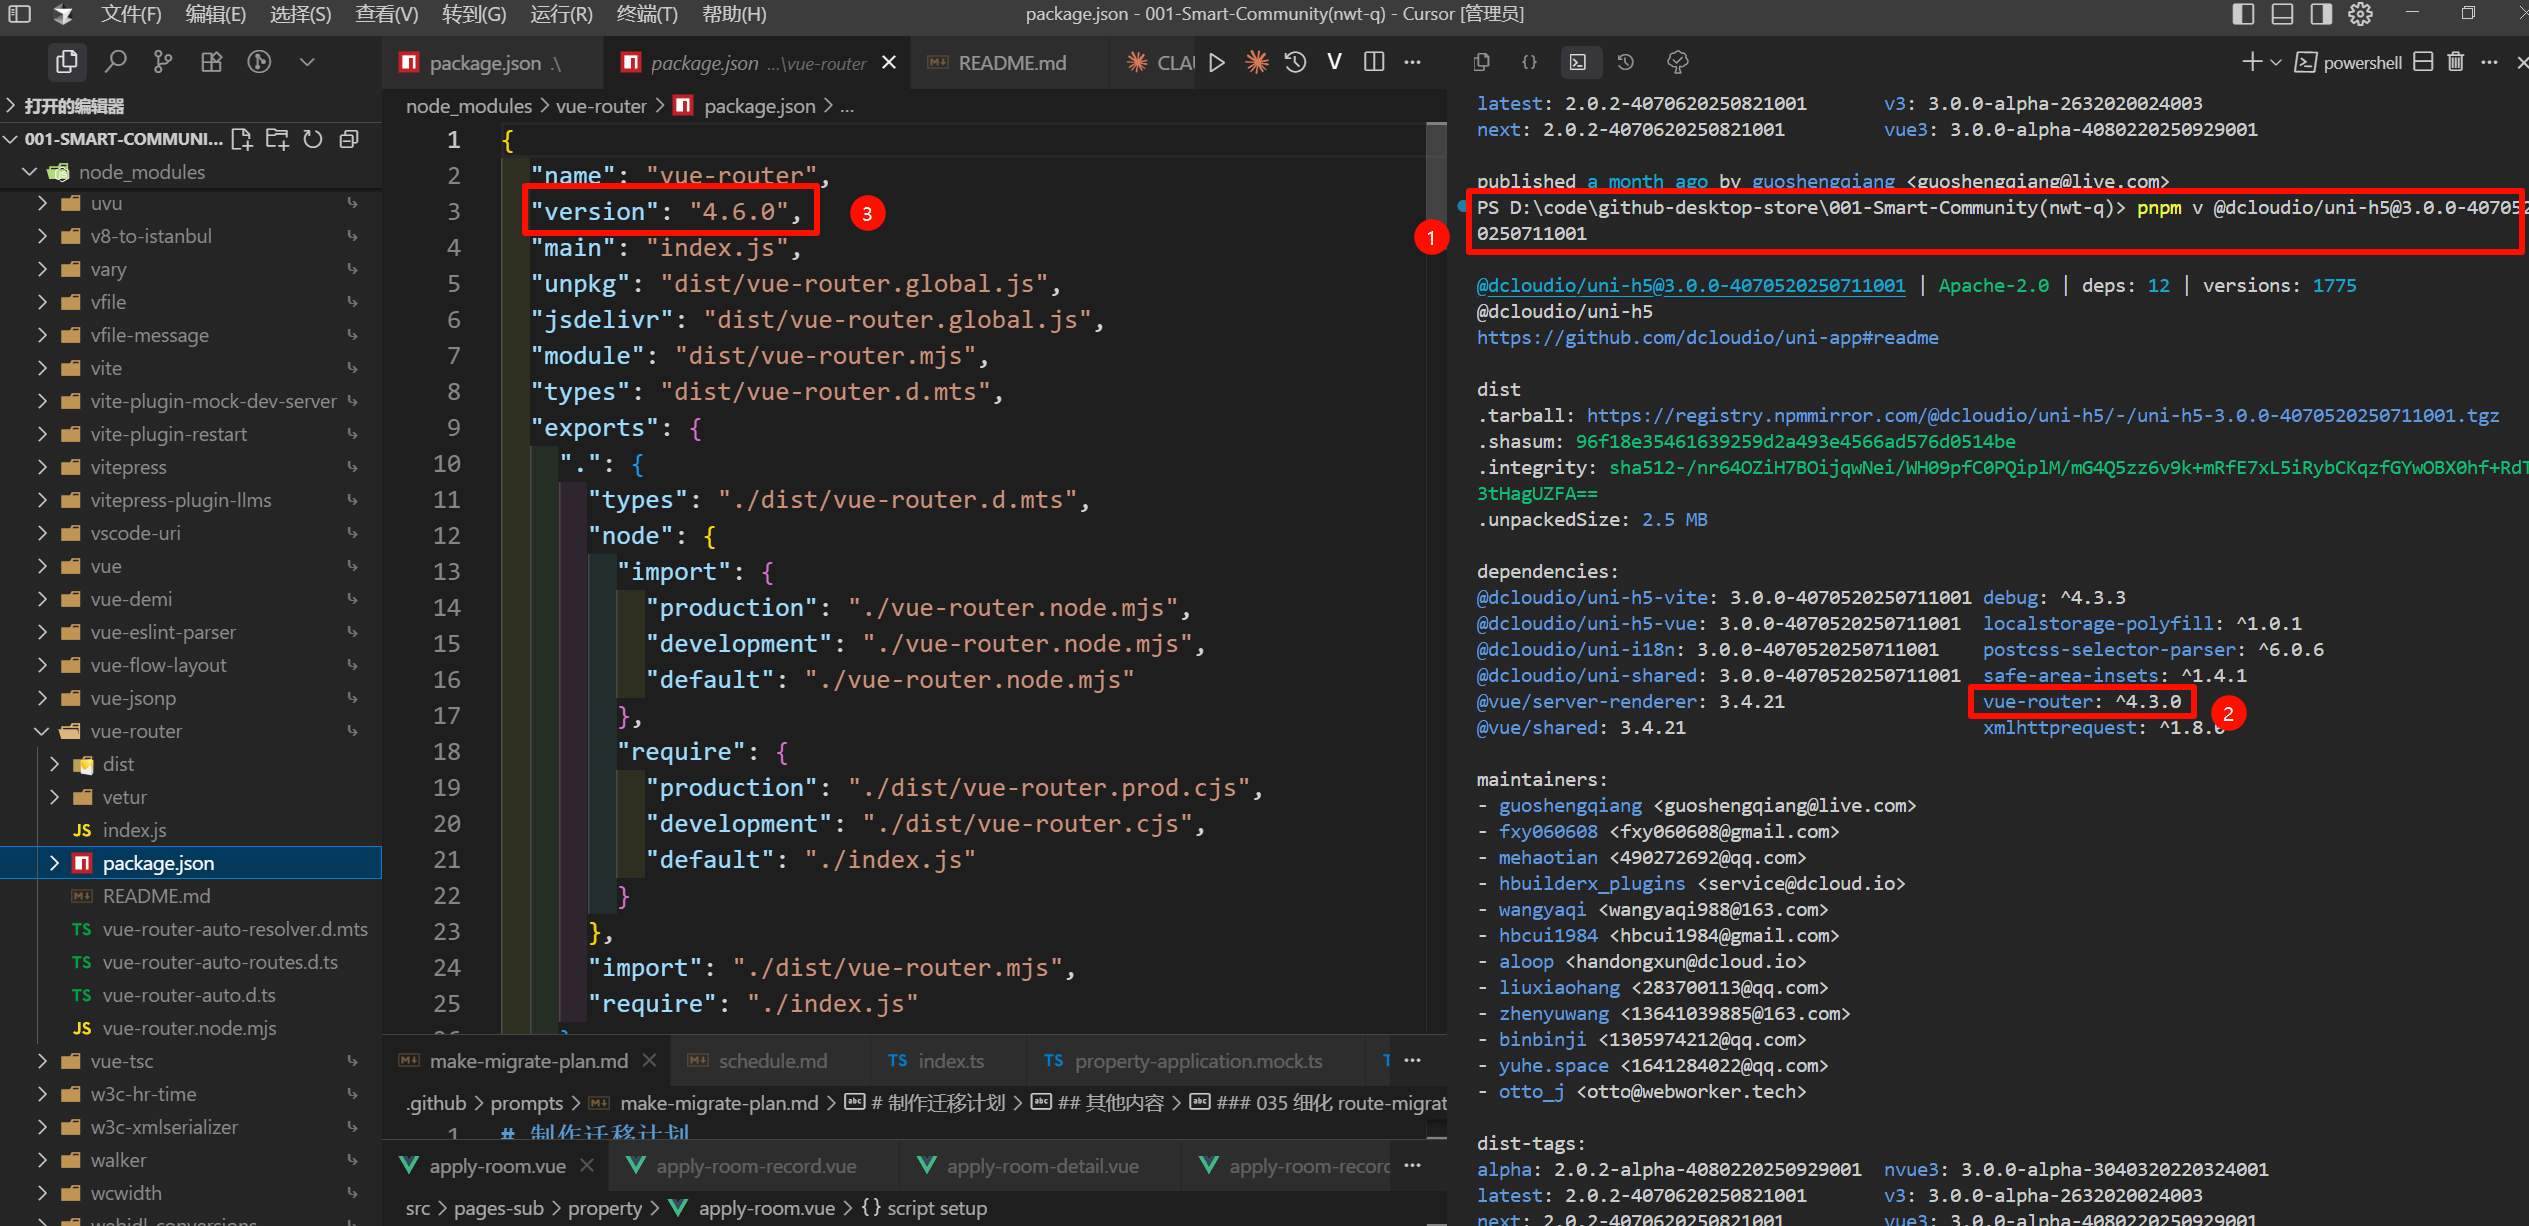 文件(F) 编辑(E) 选择(S) 查看(V) 转到(G) 运行(R) 终端(T) 帮助(H)
package.json - 001-Smart-Community(nwt-q) - Cursor [管理员]
打开的编辑器
001-SMART-COMMUNI...
node_modules
uvu
v8-to-istanbul
vary
vfile
vfile-message
vite
vite-plugin-mock-dev-server
vite-plugin-restart
vitepress
vitepress-plugin-llms
vscode-uri
vue
vue-demi
vue-eslint-parser
vue-flow-layout
vue-jsonp
vue-router
dist
vetur
JS index.js
package.json
README.md
TS vue-router-auto-resolver.d.mts
TS vue-router-auto-routes.d.ts
TS vue-router-auto.d.ts
JS vue-router.node.mjs
vue-tsc
w3c-hr-time
w3c-xmlserializer
walker
wcwidth
webidl-conversions
package.json .\ package.json ...\vue-router README.md CLAU
node_modules > vue-router > package.json > ...
1 {
2 "name": "vue-router",
3 "version": "4.6.0",
3
4 "main": "index.js",
5 "unpkg": "dist/vue-router.global.js",
6 "jsdelivr": "dist/vue-router.global.js",
7 "module": "dist/vue-router.mjs",
8 "types": "dist/vue-router.d.mts",
9 "exports": {
10 ".": {
11 "types": "./dist/vue-router.d.mts",
12 "node": {
13 "import": {
14 "production": "./vue-router.node.mjs",
15 "development": "./vue-router.node.mjs",
16 "default": "./vue-router.node.mjs"
17 },
18 "require": {
19 "production": "./dist/vue-router.prod.cjs",
20 "development": "./dist/vue-router.cjs",
21 "default": "./index.js"
22 }
23 },
24 "import": "./dist/vue-router.mjs",
25 "require": "./index.js"
make-migrate-plan.md schedule.md TS index.ts TS property-application.mock.ts
.github > prompts > make-migrate-plan.md > # 制作迁移计划 > ## 其他内容 > ### 035 细化 route-migrat
1 # 制作迁移计划
apply-room.vue apply-room-record.vue apply-room-detail.vue apply-room-record
src > pages-sub > property > apply-room.vue > {} script setup
powershell
latest: 2.0.2-4070620250821001 v3: 3.0.0-alpha-2632020024003
next: 2.0.2-4070620250821001 vue3: 3.0.0-alpha-4080220250929001
published a month ago by guoshengqiang <guoshengqiang@live.com>
1
PS D:\code\github-desktop-store\001-Smart-Community(nwt-q)> pnpm v @dcloudio/uni-h5@3.0.0-407052
0250711001
@dcloudio/uni-h5@3.0.0-4070520250711001 | Apache-2.0 | deps: 12 | versions: 1775
@dcloudio/uni-h5
https://github.com/dcloudio/uni-app#readme
dist
.tarball: https://registry.npmmirror.com/@dcloudio/uni-h5/-/uni-h5-3.0.0-4070520250711001.tgz
.shasum: 96f18e35461639259d2a493e4566ad576d0514be
.integrity: sha512-/nr64OZiH7BOijqwNei/WH09pfC0PQiplM/mG4Q5zz6v9k+mRfE7xL5iRybCKqzfGYwOBX0hf+RdT
3tHagUZFA==
.unpackedSize: 2.5 MB
dependencies:
@dcloudio/uni-h5-vite: 3.0.0-4070520250711001 debug: ^4.3.3
@dcloudio/uni-h5-vue: 3.0.0-4070520250711001 localstorage-polyfill: ^1.0.1
@dcloudio/uni-i18n: 3.0.0-4070520250711001 postcss-selector-parser: ^6.0.6
@dcloudio/uni-shared: 3.0.0-4070520250711001 safe-area-insets: ^1.4.1
@vue/server-renderer: 3.4.21 vue-router: ^4.3.0
2
@vue/shared: 3.4.21 xmlhttprequest: ^1.8.0
maintainers:
- guoshengqiang <guoshengqiang@live.com>
- fxy060608 <fxy060608@gmail.com>
- mehaotian <490272692@qq.com>
- hbuilderx_plugins <service@dcloud.io>
- wangyaqi <wangyaqi988@163.com>
- hbcui1984 <hbcui1984@gmail.com>
- aloop <handongxun@dcloud.io>
- liuxiaohang <283700113@qq.com>
- zhenyuwang <13641039885@163.com>
- binbinji <1305974212@qq.com>
- yuhe.space <1641284022@qq.com>
- otto_j <otto@webworker.tech>
dist-tags:
alpha: 2.0.2-alpha-4080220250929001 nvue3: 3.0.0-alpha-3040320220324001
latest: 2.0.2-4070620250821001 v3: 3.0.0-alpha-2632020024003
next: 2.0.2-4070620250821001 vue3: 3.0.0-alpha-4080220250929001